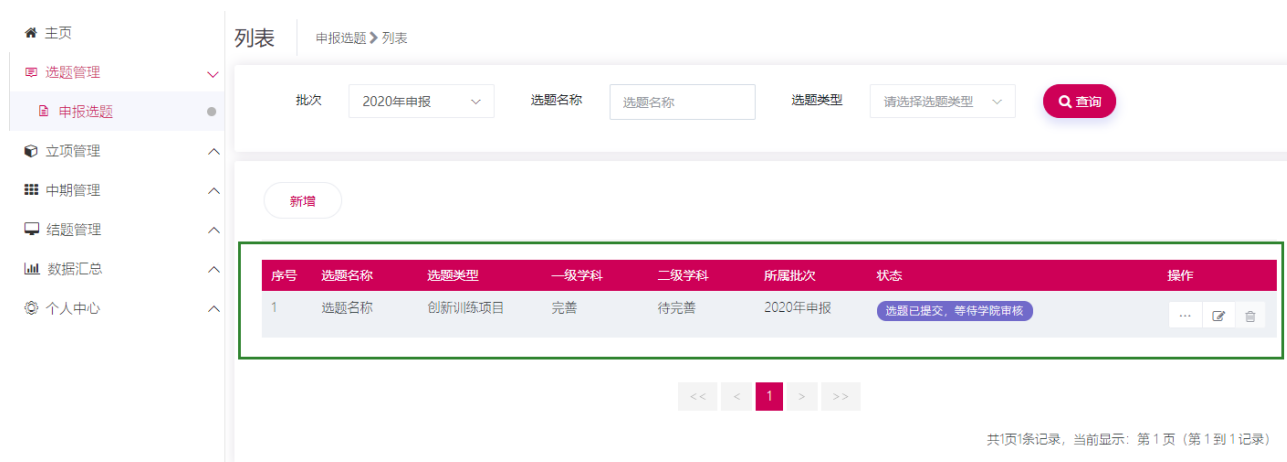 主页
选题管理
申报选题
立项管理
中期管理
结题管理
数据汇总
个人中心
列表 申报选题 列表
批次 2020年申报 选题名称 选题名称 选题类型 请选择选题类型 查询
新增
序号 选题名称 选题类型 一级学科 二级学科 所属批次 状态 操作
1 选题名称 创新训练项目 完善 待完善 2020年申报 选题已提交，等待学院审核 ...
<< < 1 > >>
共1页1条记录，当前显示：第 1 页（第 1 到 1 记录）